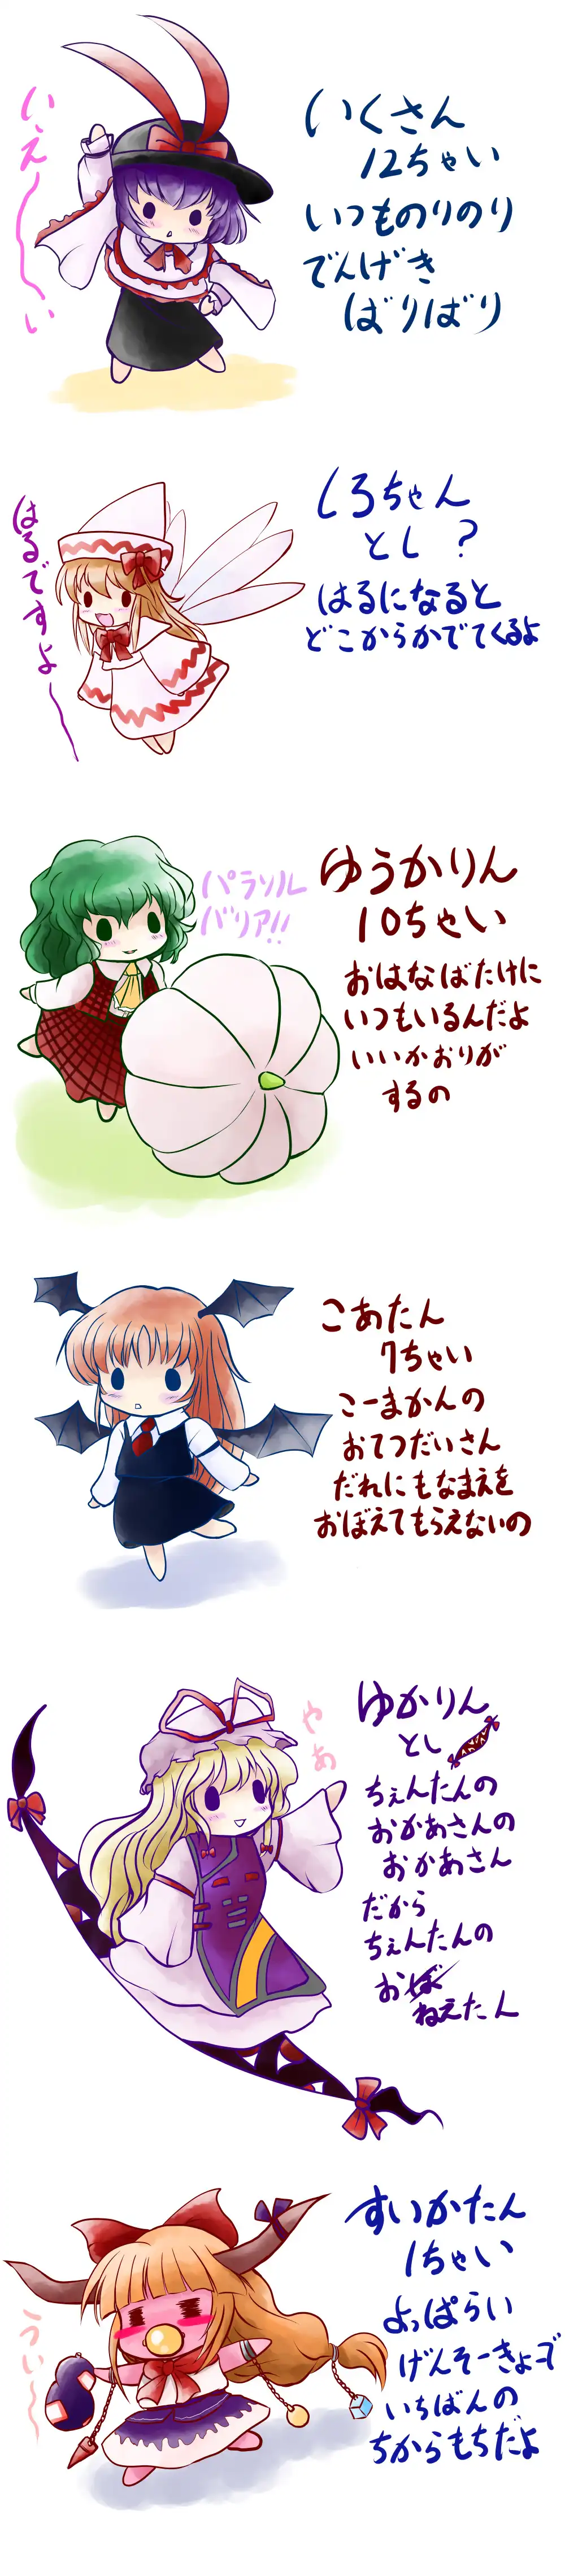 いくさん
12ちゃい
いつものりのり
でんげき
ばりばり
いえ〜〜い
しろちゃん
とし ?
はるになると
どこからかでてくるよ
はるですよー
ゆうかりん
10ちゃい
おはなばたけに
いつもいるんだよ
いいかおりが
するの
パラソル
バリア!!
こあたん
7ちゃい
こーまかんの
おてつだいさん
だれにもなまえを
おぼえてもらえないの
ゆかりん
とし
ちぇんたんの
おかあさんの
おかあさん
だから
ちぇんたんの
おば
ねえたん
やあ
すいかたん
1ちゃい
よっぱらい
げんそーきょーで
いちばんの
ちからもちだよ
うぃ〜